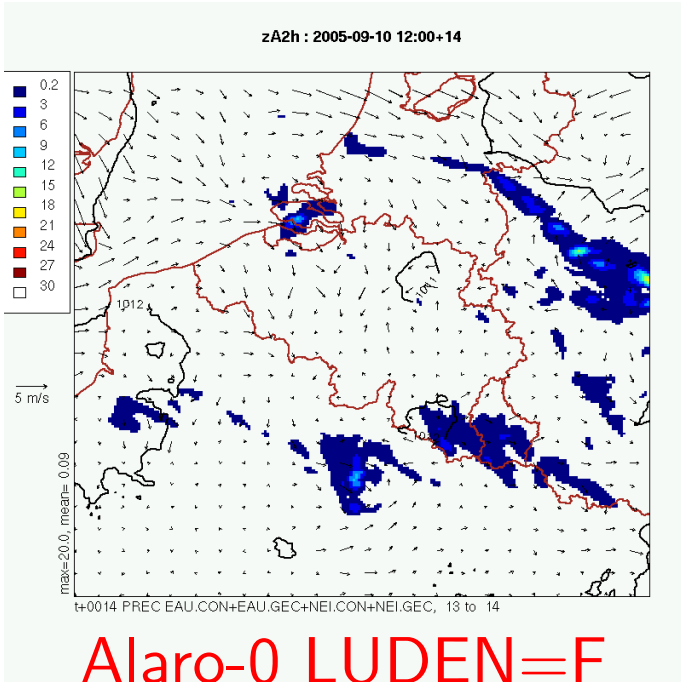 zA2h : 2005-09-10 12:00+14
0.2
3
6
9
12
15
18
21
24
27
30
1012
5 m/s
max=20.0, mean= 0.09
t+0014 PREC EAU.CON+EAU.GEC+NEI.CON+NEI.GEC, 13 to 14
Alaro-0 LUDEN=F